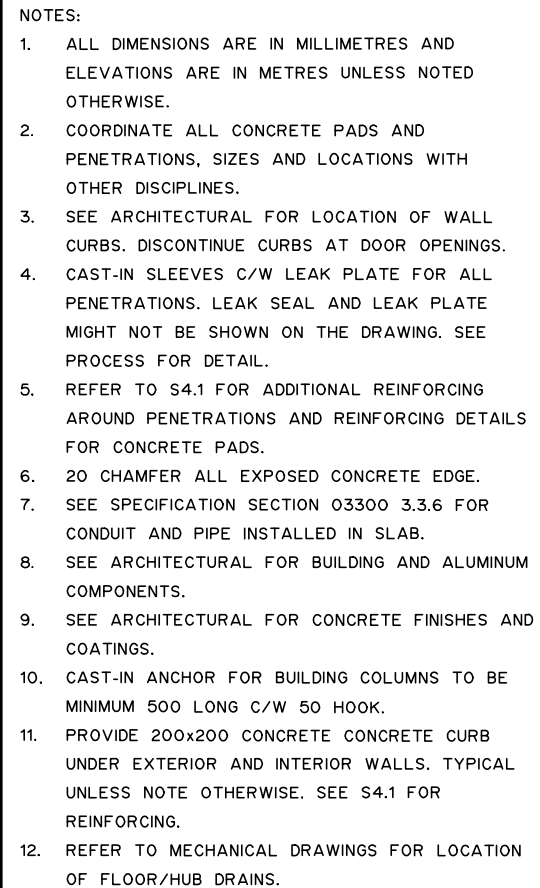 NOTES:
1. ALL DIMENSIONS ARE IN MILLIMETRES AND
ELEVATIONS ARE IN METRES UNLESS NOTED
OTHERWISE.
2. COORDINATE ALL CONCRETE PADS AND
PENETRATIONS, SIZES AND LOCATIONS WITH
OTHER DISCIPLINES.
3. SEE ARCHITECTURAL FOR LOCATION OF WALL
CURBS. DISCONTINUE CURBS AT DOOR OPENINGS.
4. CAST-IN SLEEVES C/W LEAK PLATE FOR ALL
PENETRATIONS. LEAK SEAL AND LEAK PLATE
MIGHT NOT BE SHOWN ON THE DRAWING. SEE
PROCESS FOR DETAIL.
5. REFER TO S4.1 FOR ADDITIONAL REINFORCING
AROUND PENETRATIONS AND REINFORCING DETAILS
FOR CONCRETE PADS.
6. 20 CHAMFER ALL EXPOSED CONCRETE EDGE.
7. SEE SPECIFICATION SECTION 03300 3.3.6 FOR
CONDUIT AND PIPE INSTALLED IN SLAB.
8. SEE ARCHITECTURAL FOR BUILDING AND ALUMINUM
COMPONENTS.
9. SEE ARCHITECTURAL FOR CONCRETE FINISHES AND
COATINGS.
10. CAST-IN ANCHOR FOR BUILDING COLUMNS TO BE
MINIMUM 500 LONG C/W 50 HOOK.
11. PROVIDE 200x200 CONCRETE CONCRETE CURB
UNDER EXTERIOR AND INTERIOR WALLS. TYPICAL
UNLESS NOTE OTHERWISE. SEE S4.1 FOR
REINFORCING.
12. REFER TO MECHANICAL DRAWINGS FOR LOCATION
OF FLOOR/HUB DRAINS.